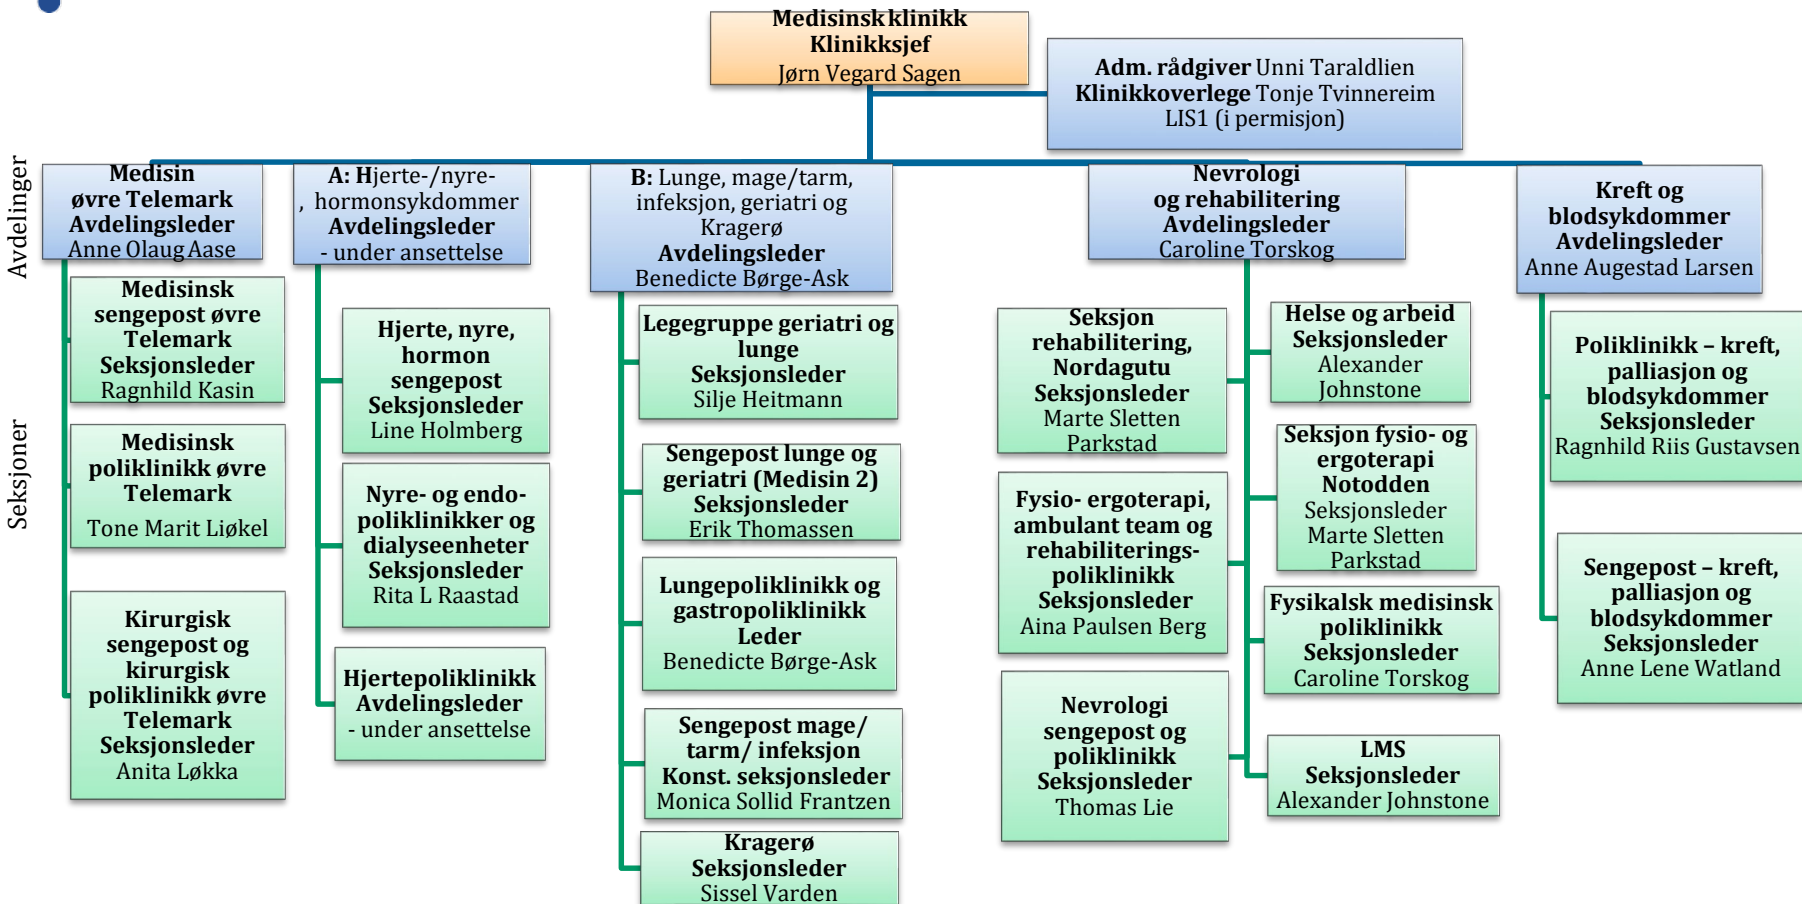 Medisinsk klinikk
Klinikksjef
Jørn Vegard Sagen
Adm. rådgiver Unni Taraldlien
Klinikkoverlege Tonje Tvinnereim
LIS1 (i permisjon)
Avdelinger
Medisin
øvre Telemark
Avdelingsleder
Anne Olaug Aase
A: Hjerte-/nyre-
, hormonsykdommer
Avdelingsleder
- under ansettelse
B: Lunge, mage/tarm,
infeksjon, geriatri og
Kragerø
Avdelingsleder
Benedicte Børge-Ask
Nevrologi
og rehabilitering
Avdelingsleder
Caroline Torskog
Kreft og
blodsykdommer
Avdelingsleder
Anne Augestad Larsen
Seksjoner
Medisinsk
sengepost øvre
Telemark
Seksjonsleder
Ragnhild Kasin
Medisinsk
poliklinikk øvre
Telemark
Tone Marit Liøkel
Kirurgisk
sengepost og
kirurgisk
poliklinikk øvre
Telemark
Seksjonsleder
Anita Løkka
Hjerte, nyre,
hormon
sengepost
Seksjonsleder
Line Holmberg
Nyre- og endo-
poliklinikker og
dialyseenheter
Seksjonsleder
Rita L Raastad
Hjertepoliklinikk
Avdelingsleder
- under ansettelse
Legegruppe geriatri og
lunge
Seksjonsleder
Silje Heitmann
Sengepost lunge og
geriatri (Medisin 2)
Seksjonsleder
Erik Thomassen
Lungepoliklinikk og
gastropoliklinikk
Leder
Benedicte Børge-Ask
Sengepost mage/
tarm/ infeksjon
Konst. seksjonsleder
Monica Sollid Frantzen
Kragerø
Seksjonsleder
Sissel Varden
Seksjon
rehabilitering,
Nordagutu
Seksjonsleder
Marte Sletten
Parkstad
Fysio- ergoterapi,
ambulant team og
rehabiliterings-
poliklinikk
Seksjonsleder
Aina Paulsen Berg
Nevrologi
sengepost og
poliklinikk
Seksjonsleder
Thomas Lie
Helse og arbeid
Seksjonsleder
Alexander
Johnstone
Seksjon fysio- og
ergoterapi
Notodden
Seksjonsleder
Marte Sletten
Parkstad
Fysikalsk medisinsk
poliklinikk
Seksjonsleder
Caroline Torskog
LMS
Seksjonsleder
Alexander Johnstone
Poliklinikk – kreft,
palliasjon og
blodsykdommer
Seksjonsleder
Ragnhild Riis Gustavsen
Sengepost – kreft,
palliasjon og
blodsykdommer
Seksjonsleder
Anne Lene Watland